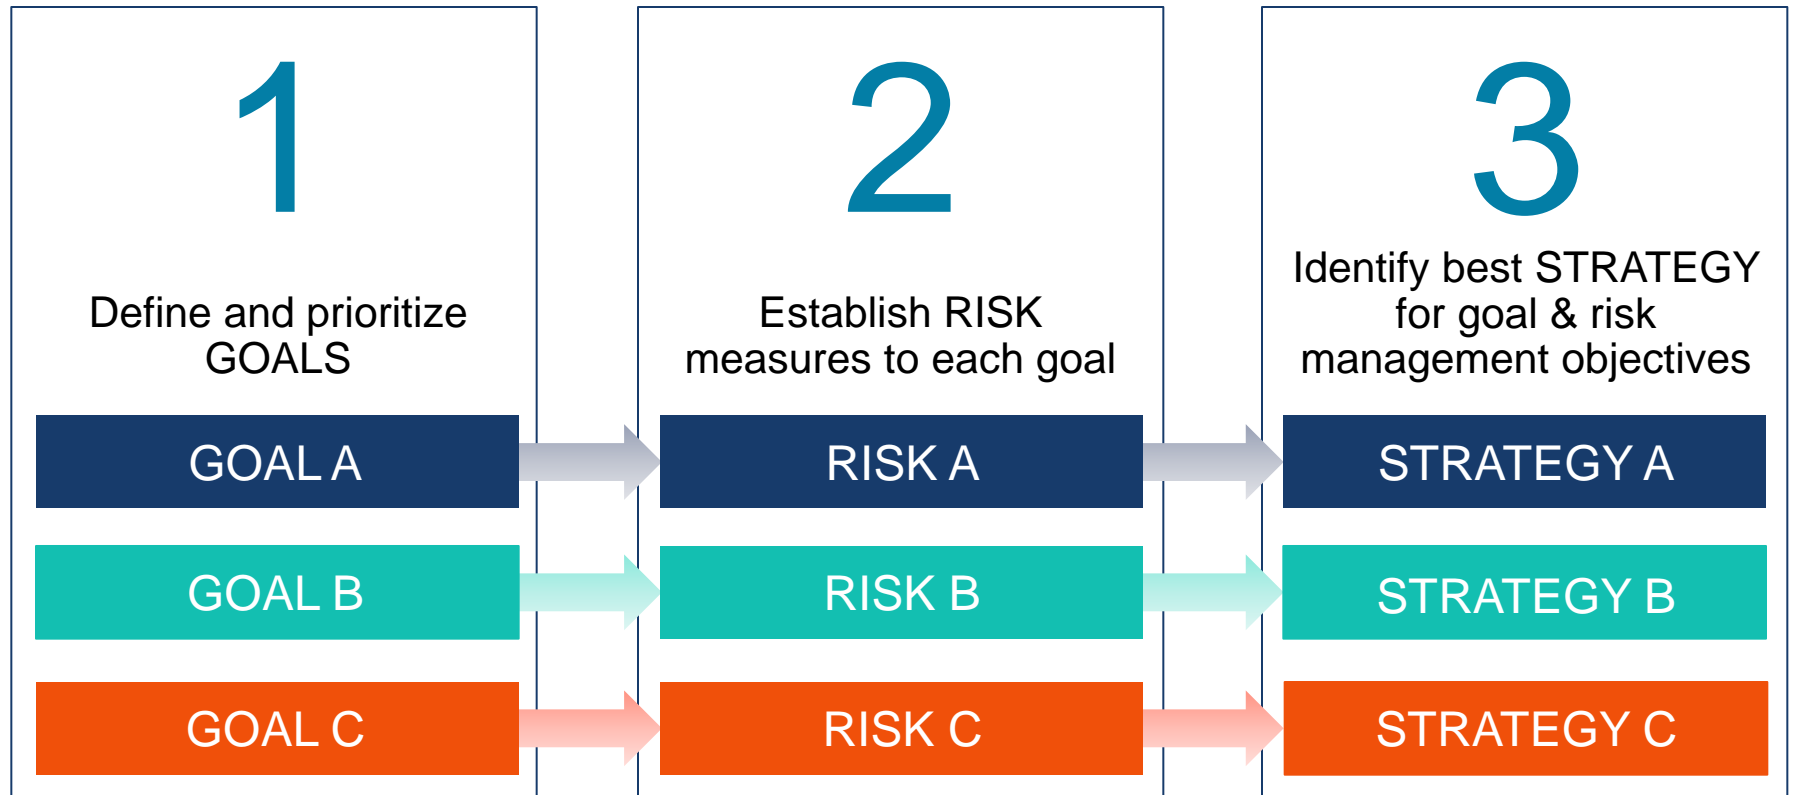 1
Define and prioritize
GOALS
GOAL A
GOAL B
GOAL C
2
Establish RISK
measures to each goal
RISK A
RISK B
RISK C
3
Identify best STRATEGY
for goal & risk
management objectives
STRATEGY A
STRATEGY B
STRATEGY C